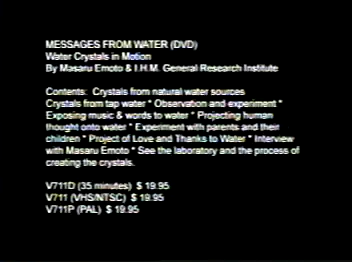 MESSAGES FROM WATER (DVD)
Water Crystals in Motion
By Masaru Emoto & I.H.M. General Research Institute
Contents: Crystals from natural water sources
Crystals from tap water * Observation and experiment *
Exposing music & words to water * Projecting human
thought onto water * Experiment with parents and their
children * Project of Love and Thanks to Water * Interview
with Masaru Emoto * See the laboratory and the process of
creating the crystals.
V711D (35 minutes) $ 19.95
V711 (VHS/NTSC) $ 19.95
V711P (PAL) $ 19.95